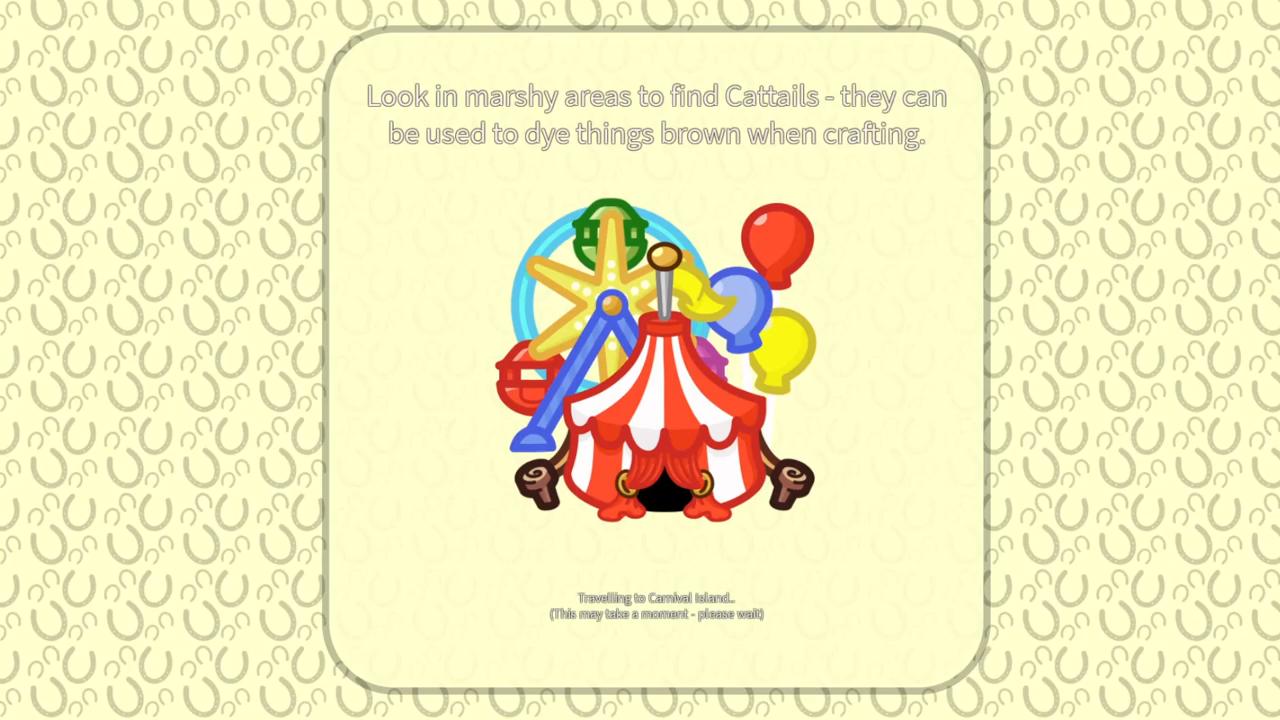 Look in marshy areas to find Cattails - they can
be used to dye things brown when crafting.
Travelling to Carnival Island..
(This may take a moment - please wait)